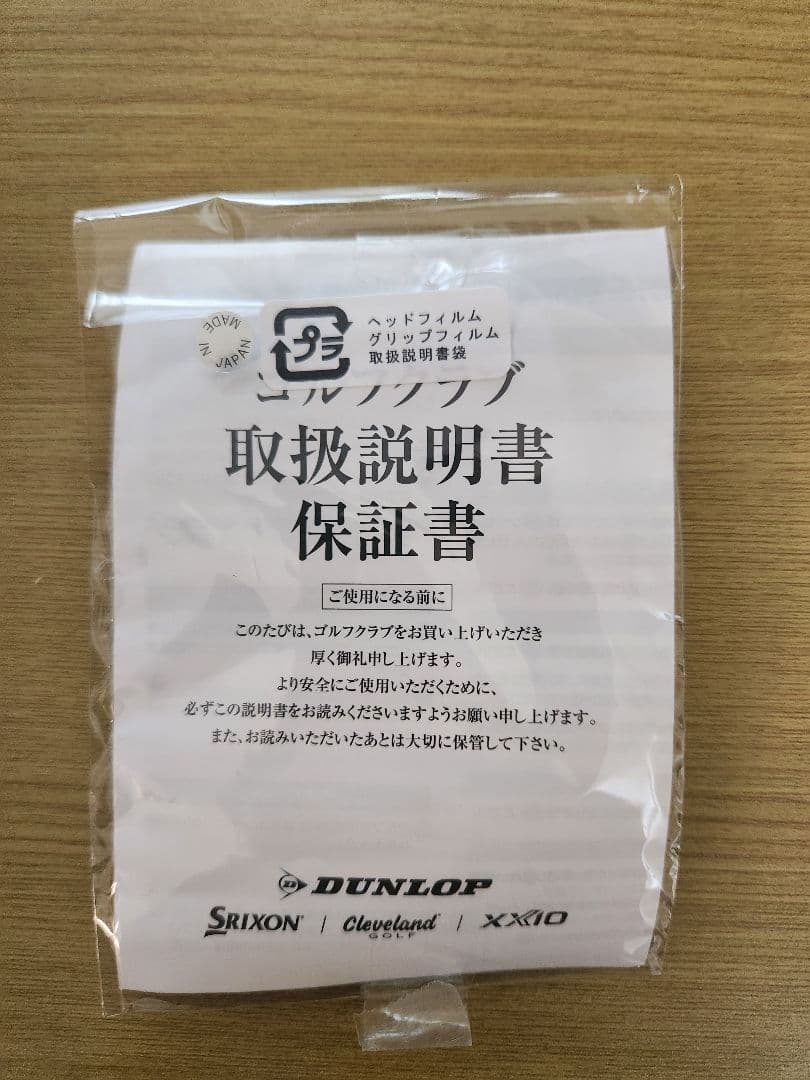 MADE IN JAPAN
プラ
ヘッドフィルム
グリップフィルム
取扱説明書袋
ゴルフクラブ
取扱説明書
保証書
ご使用になる前に
このたびは、ゴルフクラブをお買い上げいただき
厚く御礼申し上げます。
より安全にご使用いただくために、
必ずこの説明書をお読みくださいますようお願い申し上げます。
また、お読みいただいたあとは大切に保管して下さい。
DUNLOP
SRIXON / Cleveland GOLF / XXIO